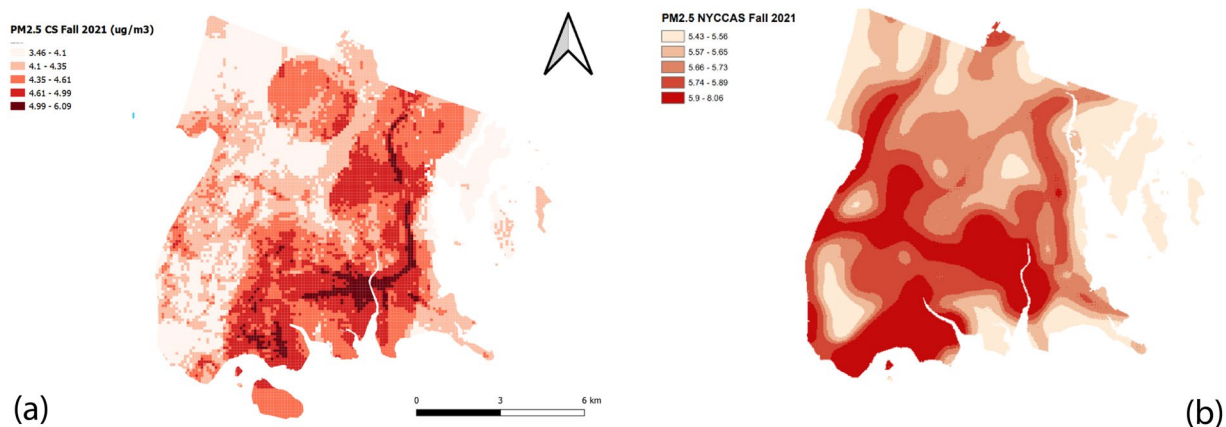 PM2.5 CS Fall 2021 (ug/m3)
3.46 - 4.1
4.1 - 4.35
4.35 - 4.61
4.61 - 4.99
4.99 - 6.09
(a)
0 3 6 km
PM2.5 NYCCAS Fall 2021
5.43 - 5.56
5.57 - 5.65
5.66 - 5.73
5.74 - 5.89
5.9 - 8.06
(b)